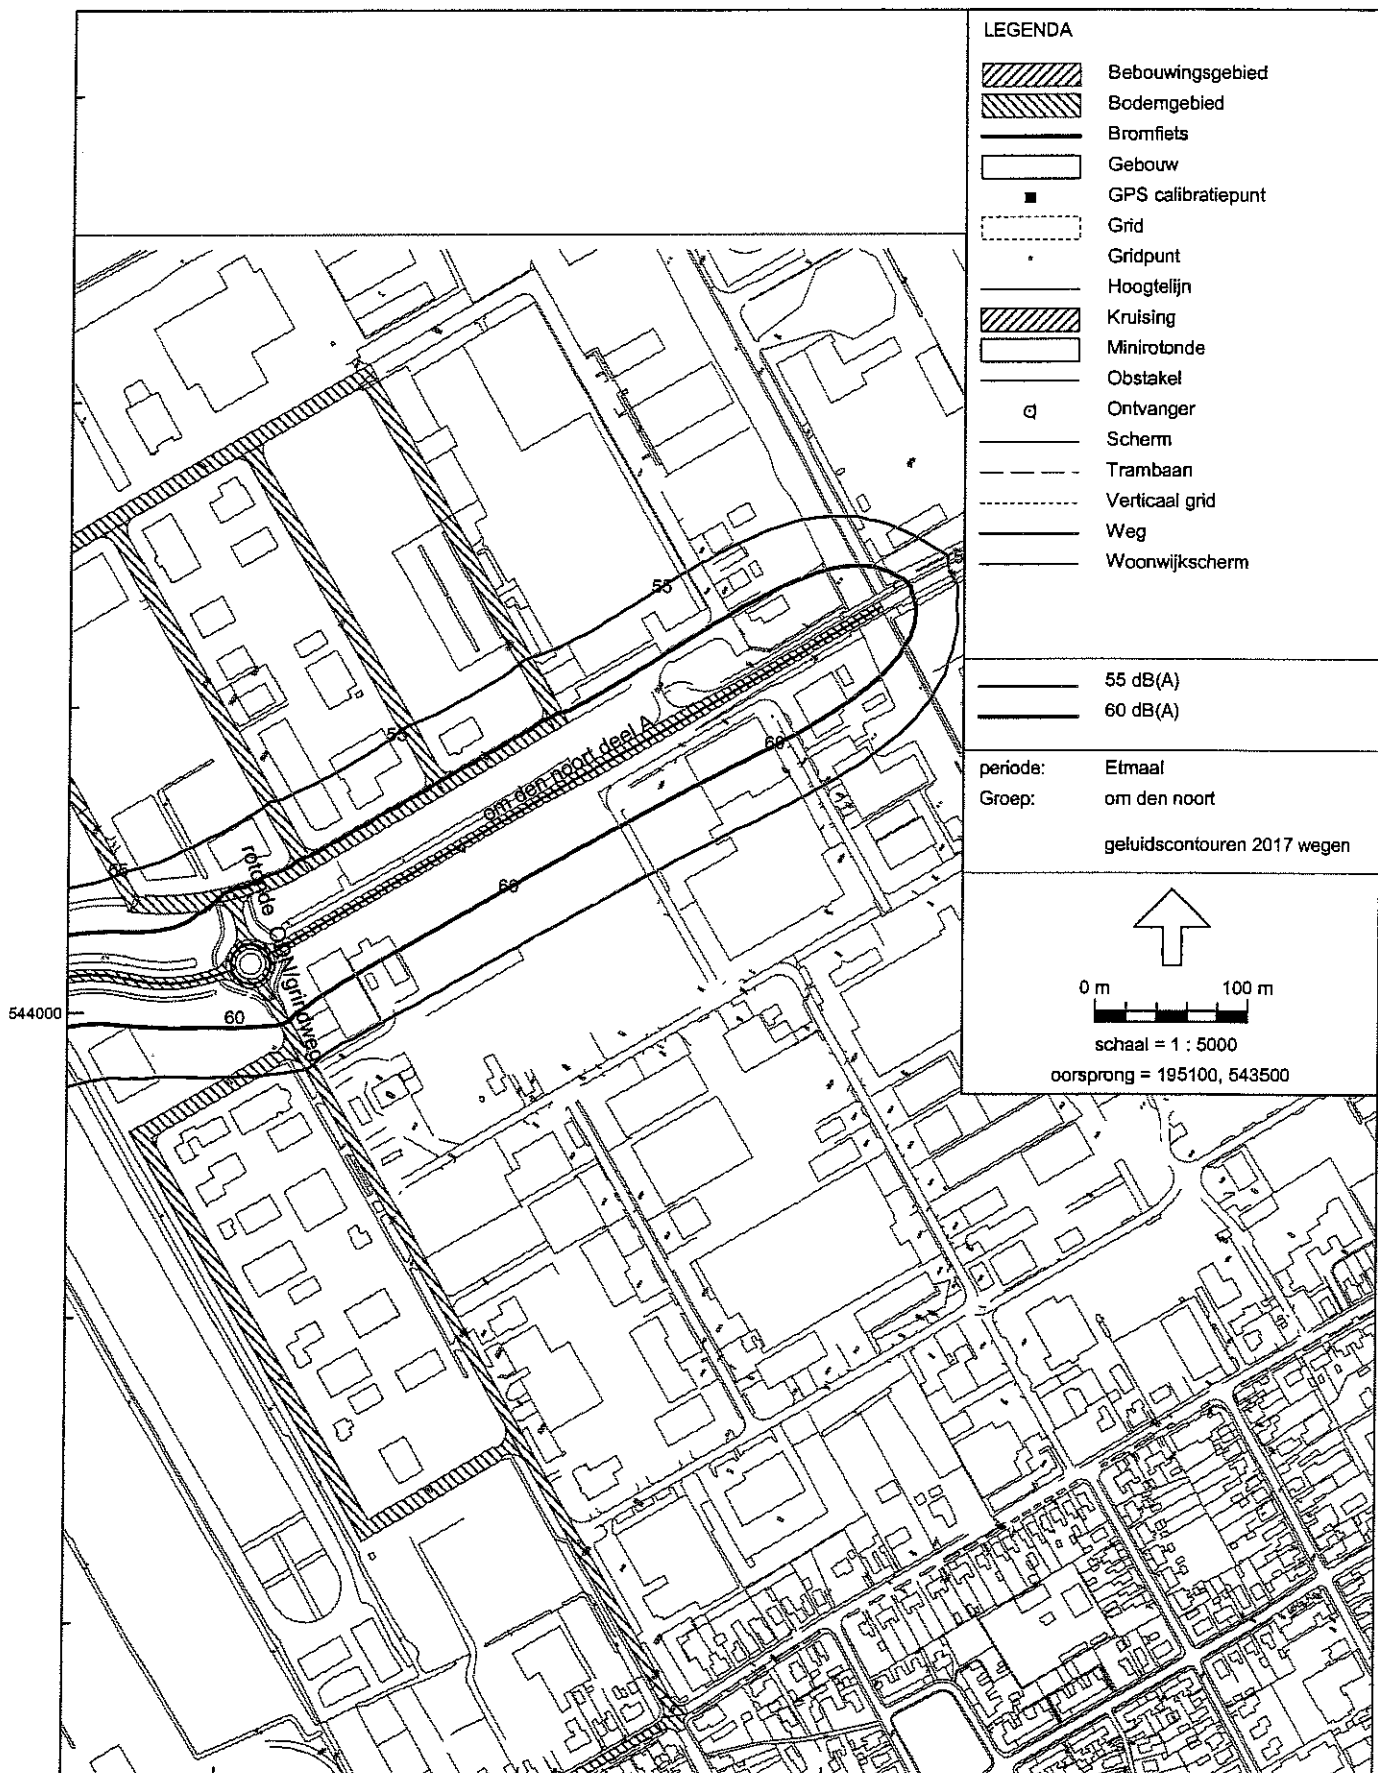 LEGENDA
Bebouwingsgebied
Bodemgebied
Bromfiets
Gebouw
GPS calibratiepunt
Grid
Gridpunt
Hoogtelijn
Kruising
Minirotonde
Obstakel
Ontvanger
Scherm
Trambaan
Verticaal grid
Weg
Woonwijkscherm
55 dB(A)
60 dB(A)
periode: Etmaal
Groep: om den noort
geluidscontouren 2017 wegen
0 m 100 m
schaal = 1 : 5000
oorsprong = 195100, 543500
55
55
om den noort deel A
60
55
60
rotonde ODN/grindweg
544000
60